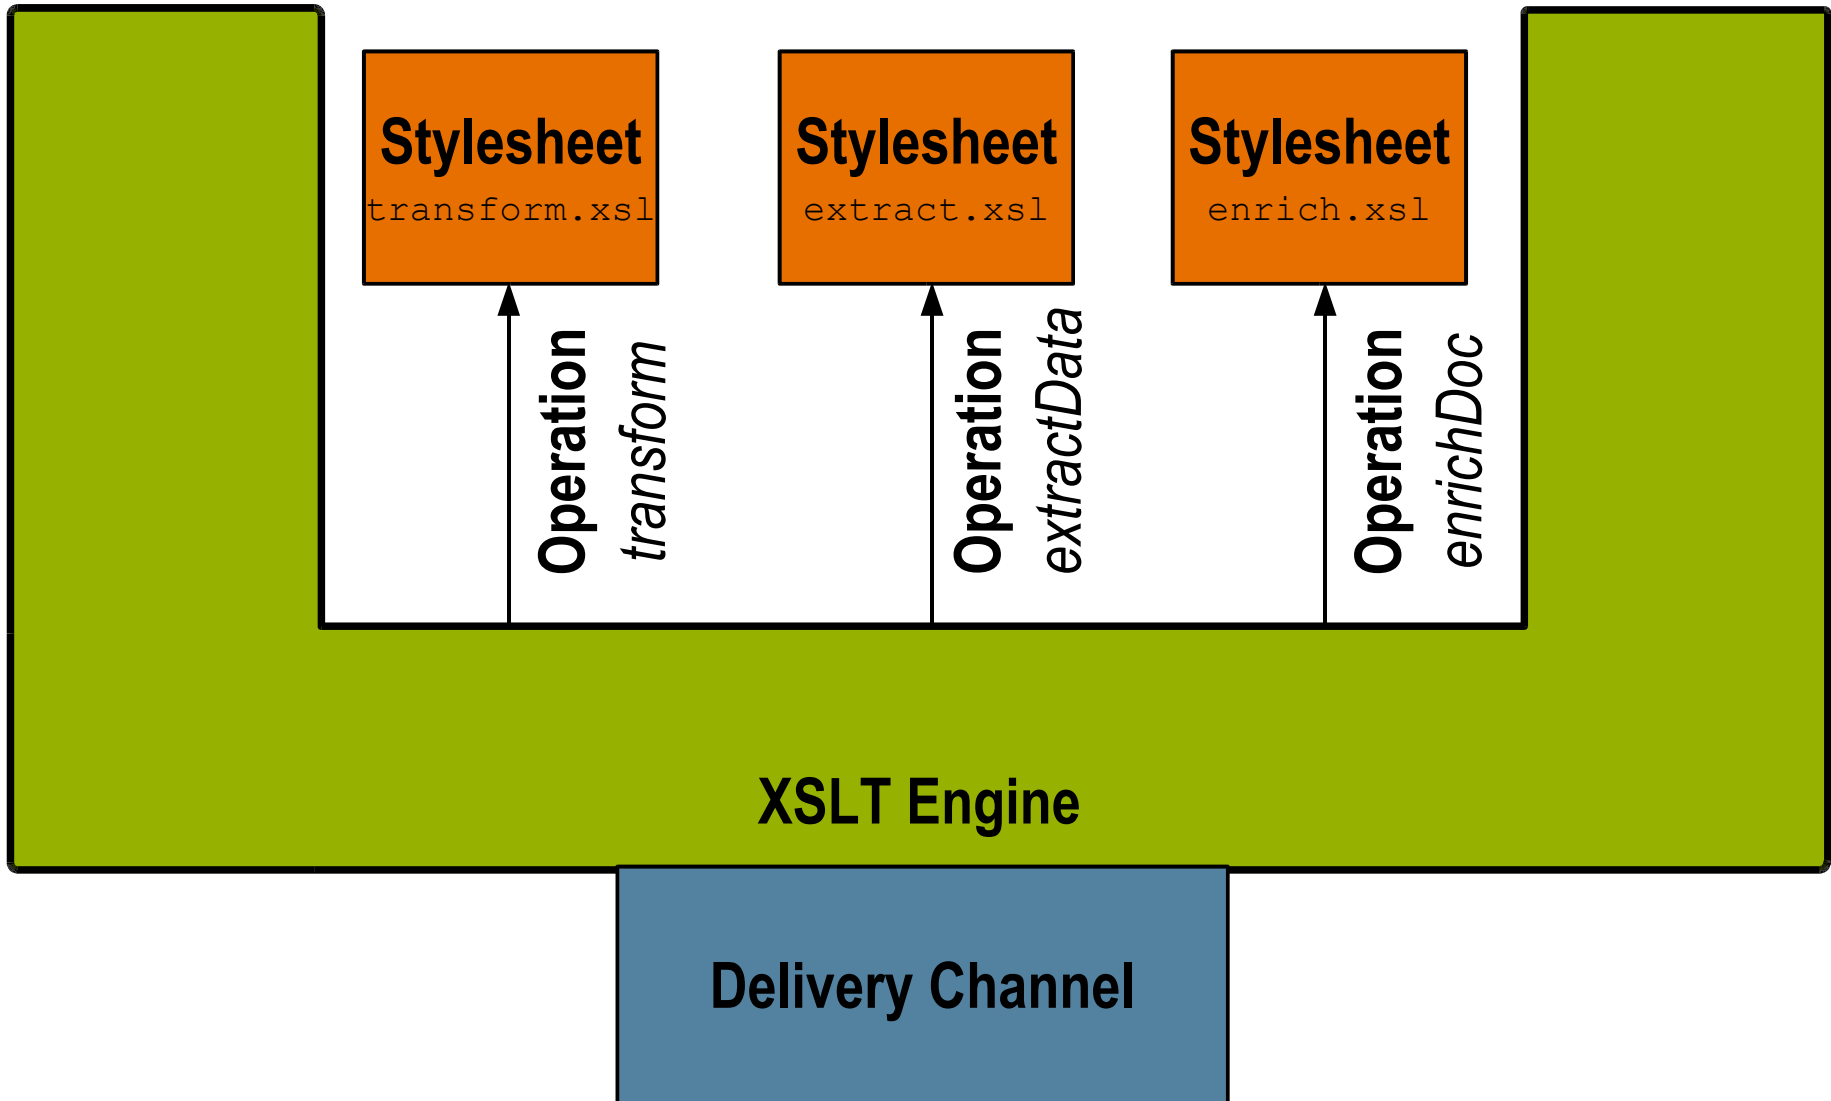 Stylesheet
transform.xsl
Stylesheet
extract.xsl
Stylesheet
enrich.xsl
Operation
transform
Operation
extractData
Operation
enrichDoc
XSLT Engine
Delivery Channel